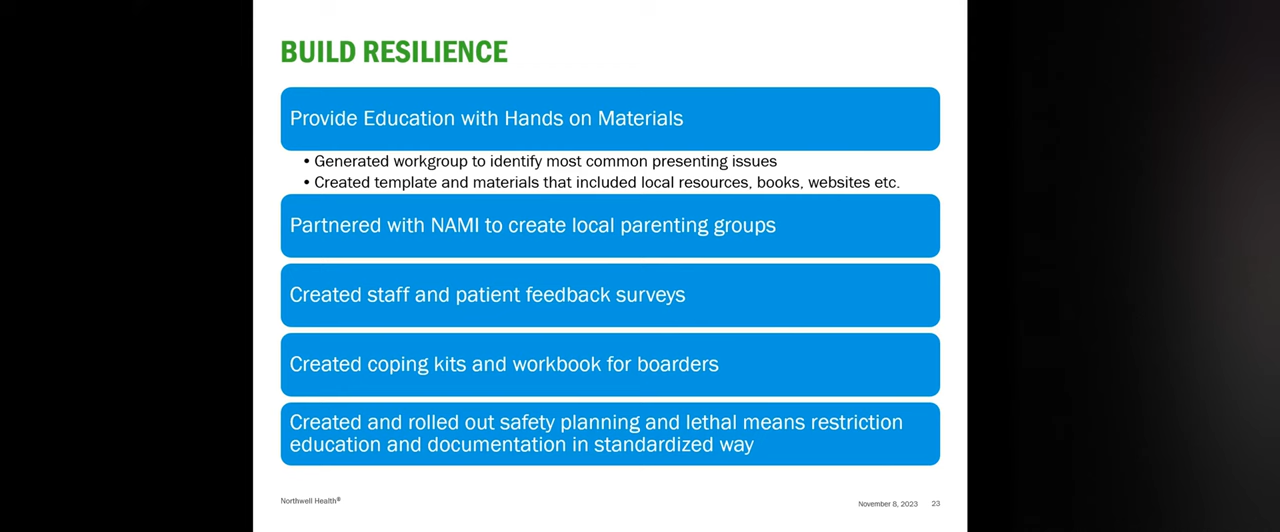 BUILD RESILIENCE
Provide Education with Hands on Materials
• Generated workgroup to identify most common presenting issues
• Created template and materials that included local resources, books, websites etc.
Partnered with NAMI to create local parenting groups
Created staff and patient feedback surveys
Created coping kits and workbook for boarders
Created and rolled out safety planning and lethal means restriction
education and documentation in standardized way
Northwell Health®
November 8, 2023 23